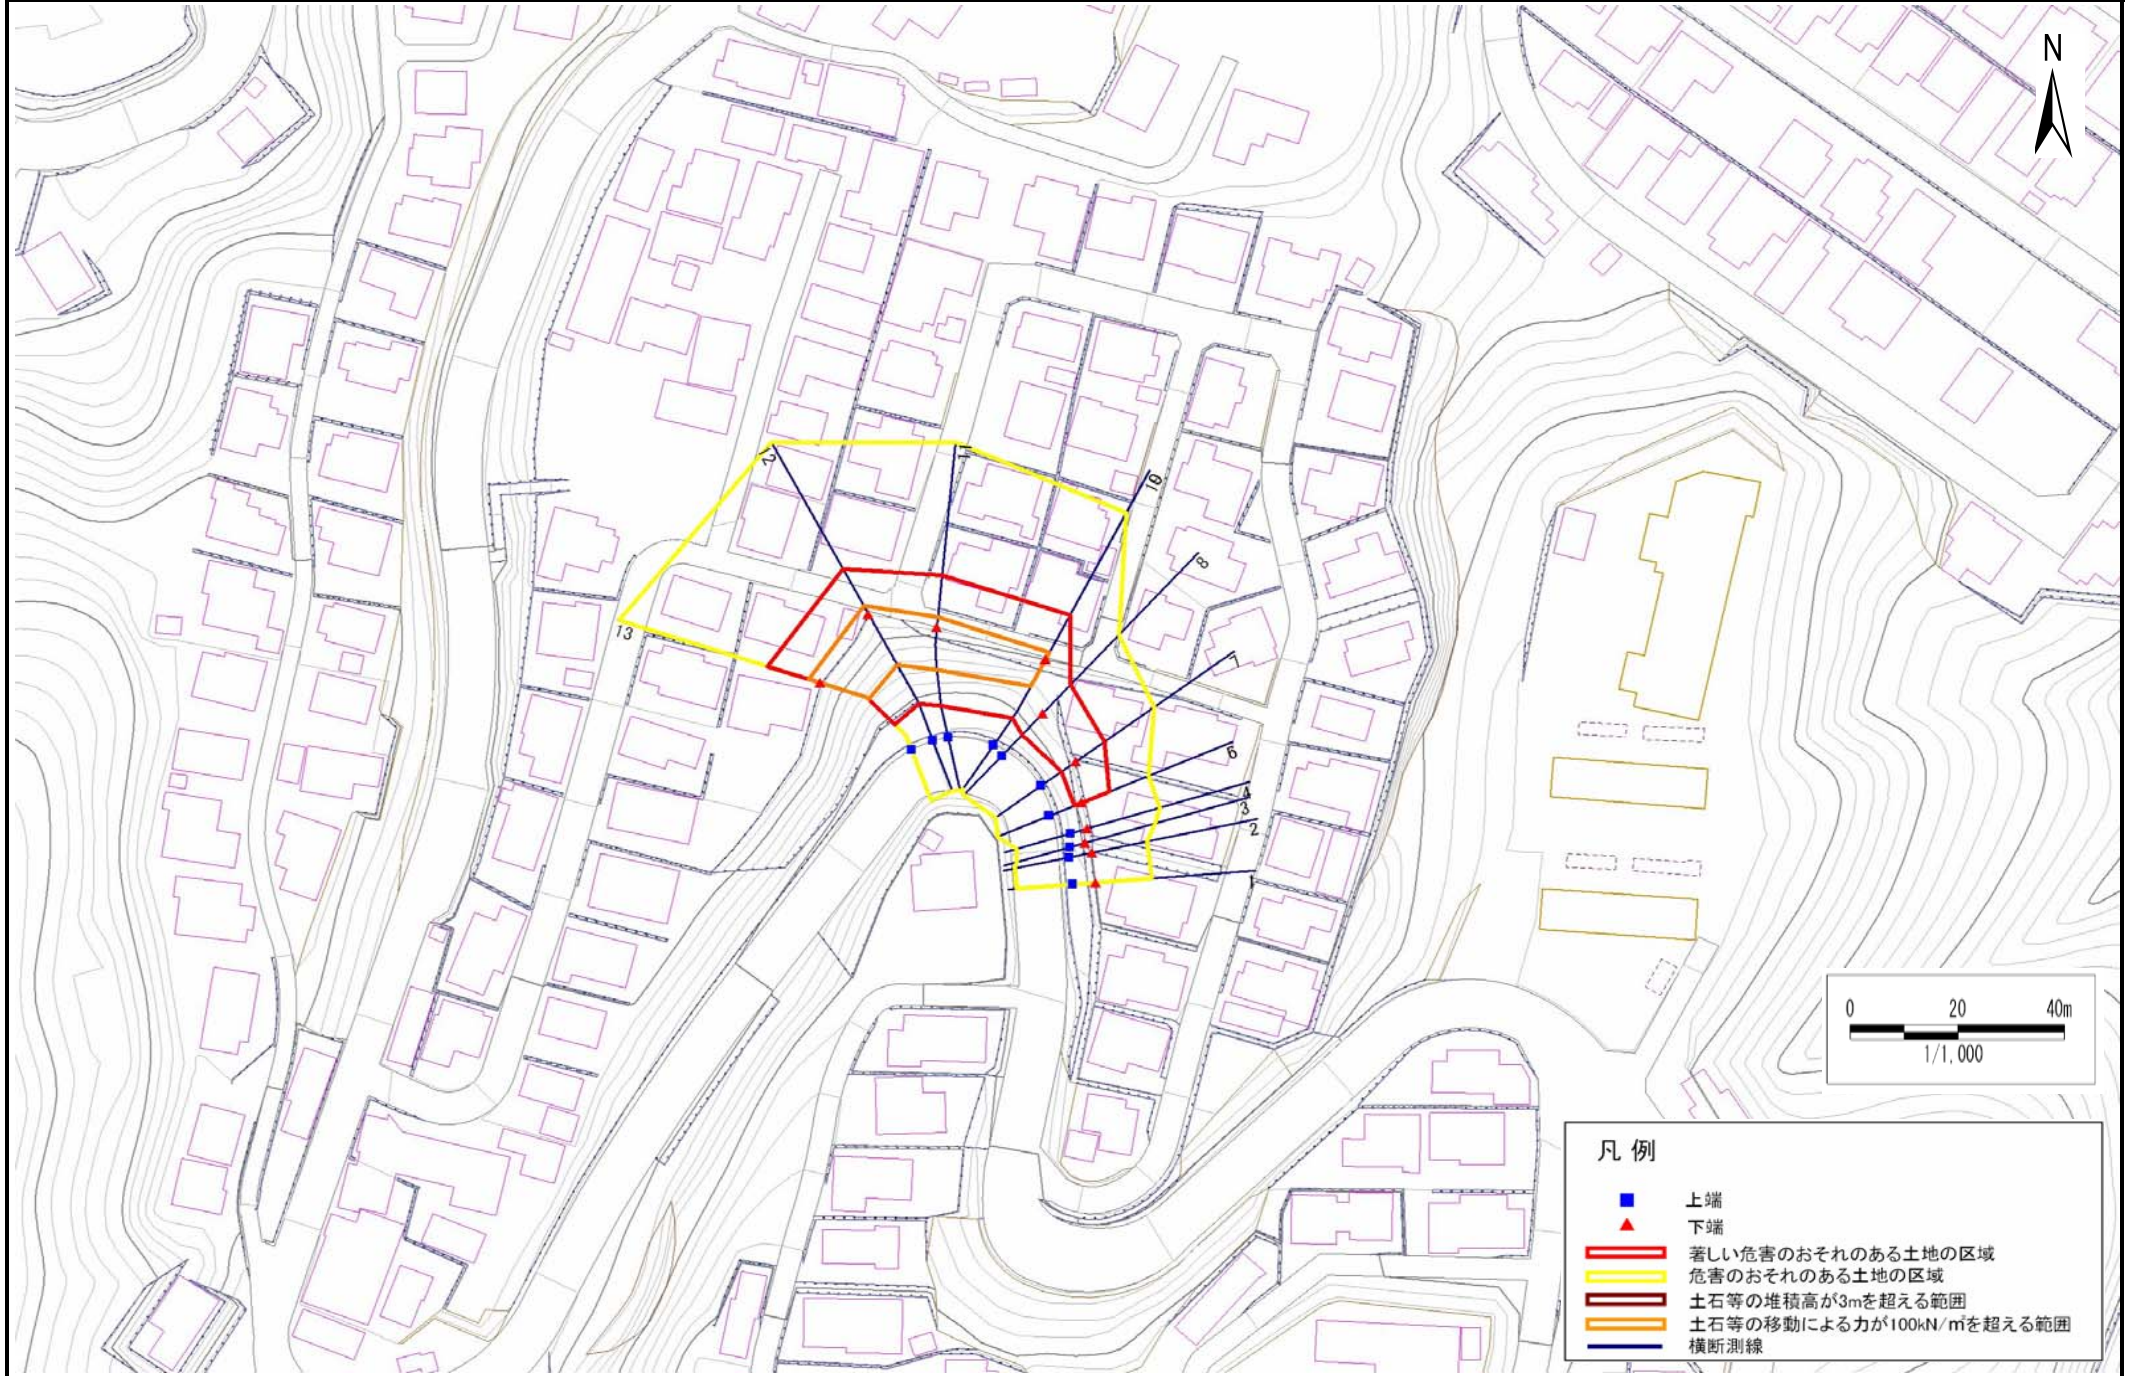 N
12
11
10
8
13
7
6
4
3
2
1
0 20 40m
1/1,000
凡例
上端
下端
著しい危害のおそれのある土地の区域
危害のおそれのある土地の区域
土石等の堆積高が3mを超える範囲
土石等の移動による力が100kN/㎡を超える範囲
横断測線